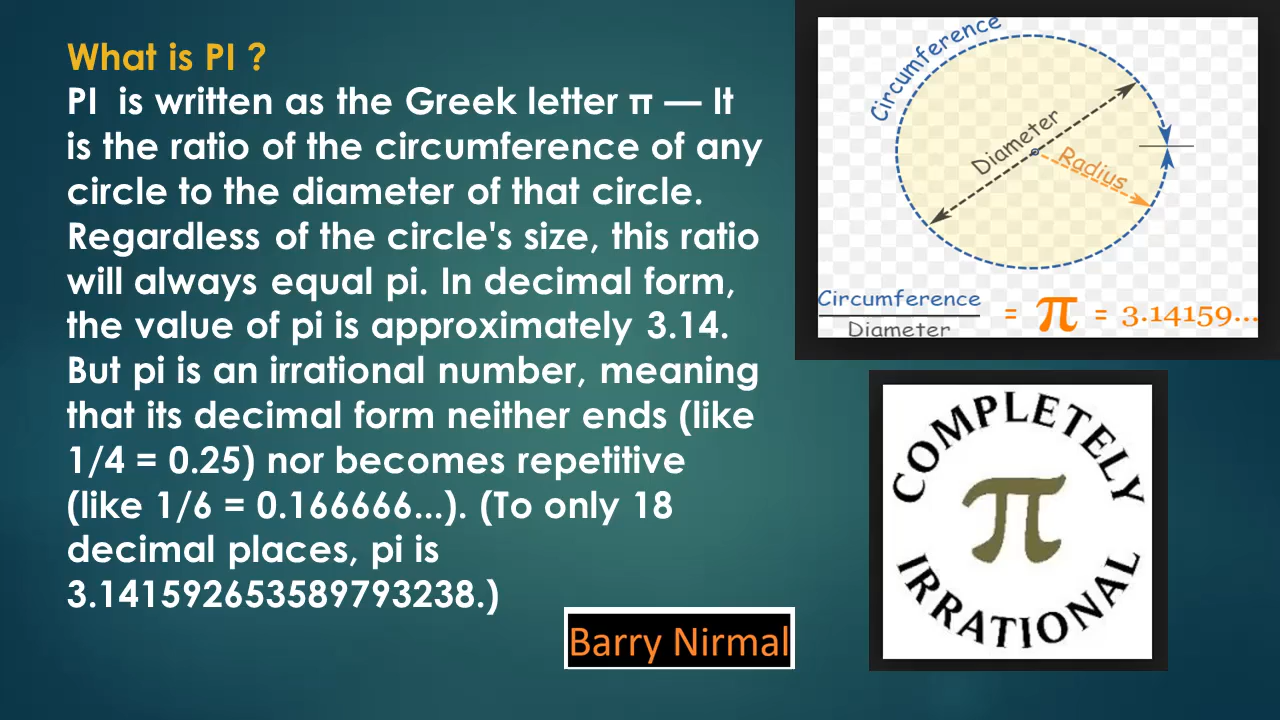 What is PI ?
PI  is written as the Greek letter π — It
is the ratio of the circumference of any
circle to the diameter of that circle.
Regardless of the circle's size, this ratio
will always equal pi. In decimal form,
the value of pi is approximately 3.14.
But pi is an irrational number, meaning
that its decimal form neither ends (like
1/4 = 0.25) nor becomes repetitive
(like 1/6 = 0.166666...). (To only 18
decimal places, pi is
3.141592653589793238.)
Barry Nirmal
Circumference
Diameter
Radius
Circumference
Diameter
= π = 3.14159...
COMPLETELY
π
IRRATIONAL